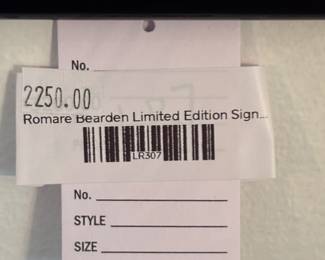 No.
2250.00
Romare Bearden Limited Edition Sign...
LR307
No.
STYLE
SIZE